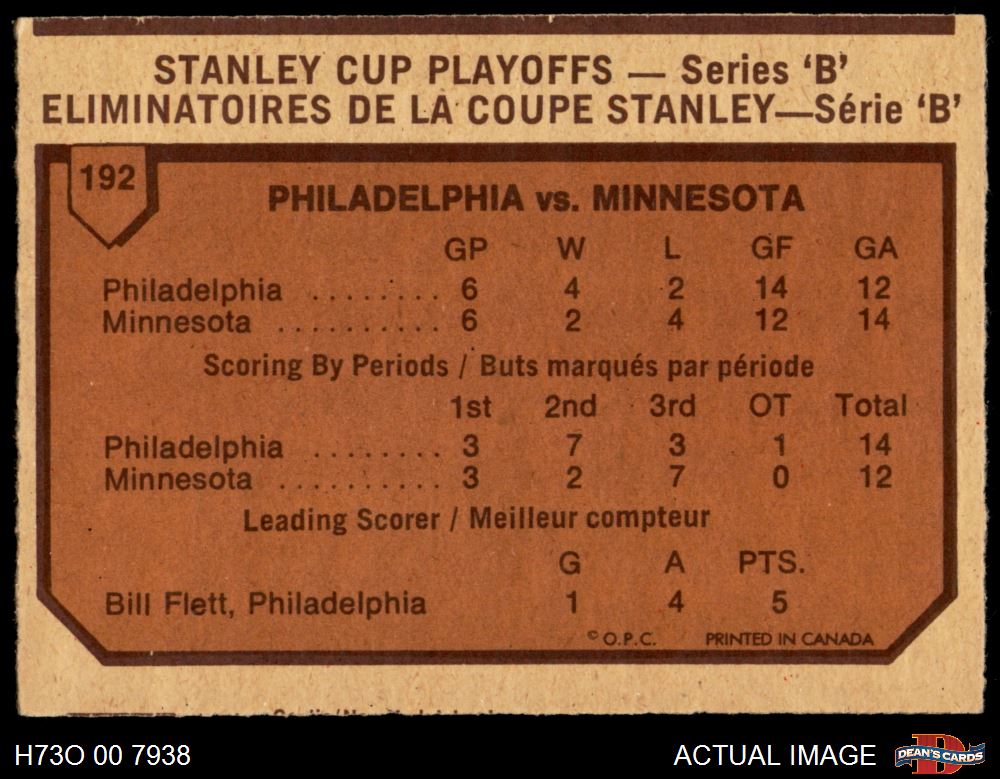 STANLEY CUP PLAYOFFS — Series ‘B’
ELIMINATOIRES DE LA COUPE STANLEY—Série ‘B’
192
PHILADELPHIA vs. MINNESOTA
GP W L GF GA
Philadelphia ........ 6 4 2 14 12
Minnesota .......... 6 2 4 12 14
Scoring By Periods / Buts marqués par période
1st 2nd 3rd OT Total
Philadelphia ........ 3 7 3 1 14
Minnesota .......... 3 2 7 0 12
Leading Scorer / Meilleur compteur
G A PTS.
Bill Flett, Philadelphia 1 4 5
© O.P.C. PRINTED IN CANADA
H73O 00 7938
ACTUAL IMAGE
DEAN'S CARDS